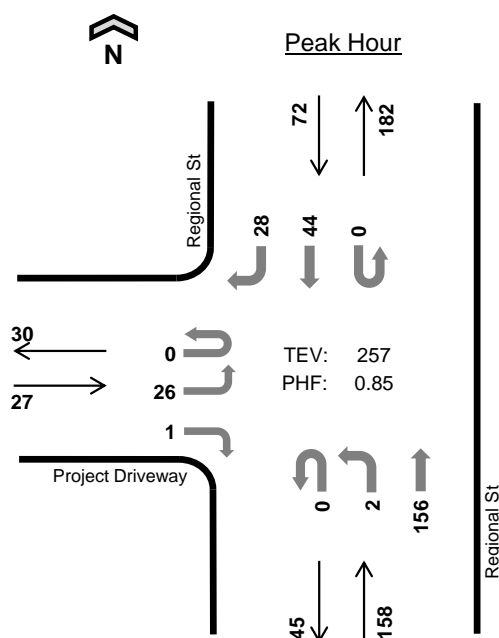 Peak Hour
N
72
182
Regional St
28
44
0
30
0
TEV: 257
27
26
PHF: 0.85
1
Project Driveway
0
2
156
Regional St
45
158